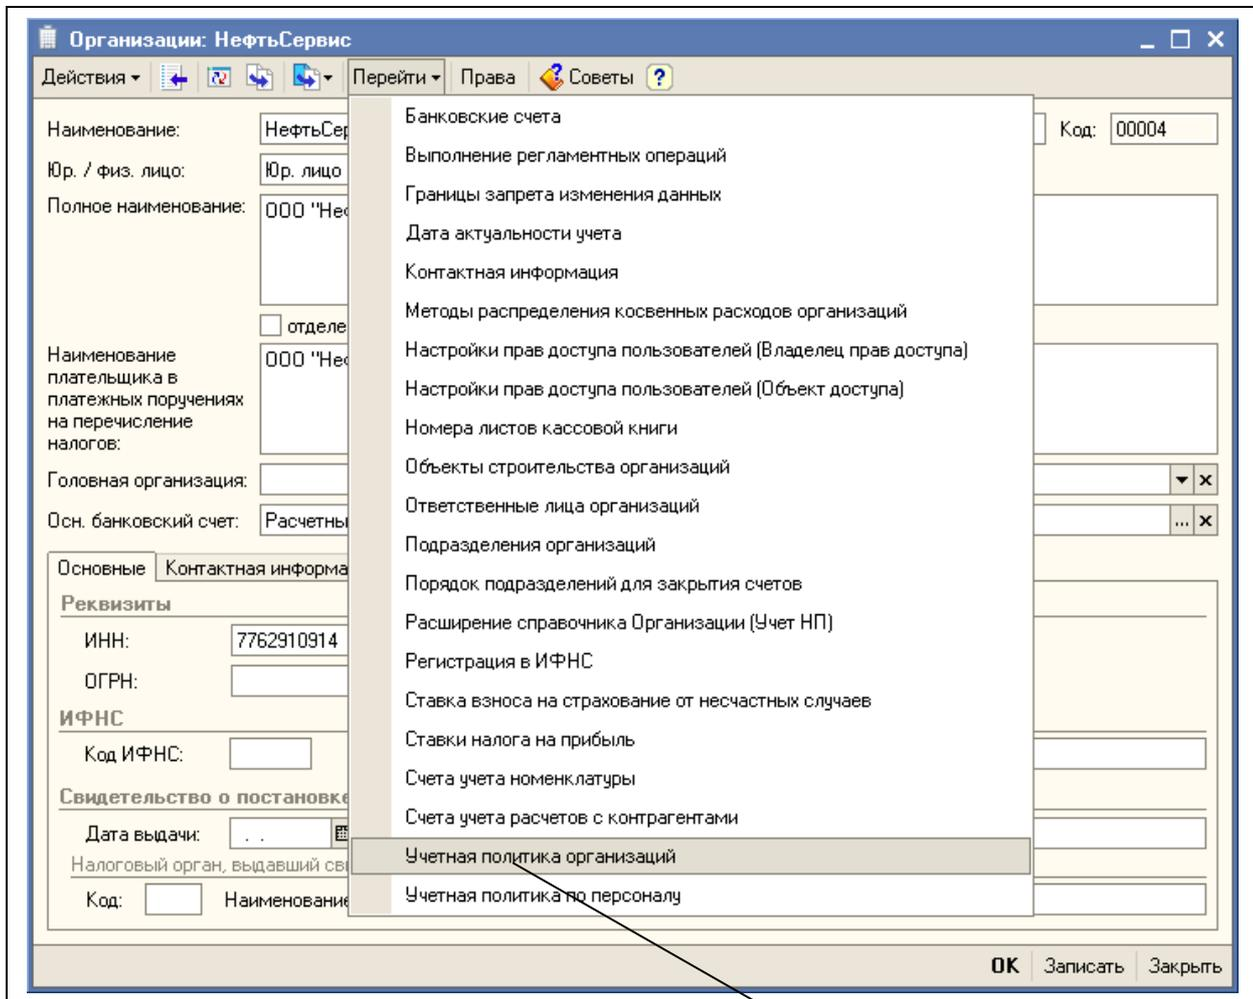 Организации: НефтьСервис
Действия Перейти Права Советы ?
Наименование: НефтьСер Код: 00004
Юр. / физ. лицо: Юр. лицо
Полное наименование: ООО "Неф
отделе
Наименование
плательщика в
платежных поручениях
на перечисление
налогов:
ООО "Неф
Головная организация:
Осн. банковский счет: Расчетны ...
Основные Контактная информа
Реквизиты
ИНН: 7762910914
ОГРН:
ИФНС
Код ИФНС:
Свидетельство о постановке
Дата выдачи: . .
Налоговый орган, выдавший сви
Код: Наименование
Банковские счета
Выполнение регламентных операций
Границы запрета изменения данных
Дата актуальности учета
Контактная информация
Методы распределения косвенных расходов организаций
Настройки прав доступа пользователей (Владелец прав доступа)
Настройки прав доступа пользователей (Объект доступа)
Номера листов кассовой книги
Объекты строительства организаций
Ответственные лица организаций
Подразделения организаций
Порядок подразделений для закрытия счетов
Расширение справочника Организации (Учет НП)
Регистрация в ИФНС
Ставка взноса на страхование от несчастных случаев
Ставки налога на прибыль
Счета учета номенклатуры
Счета учета расчетов с контрагентами
Учетная политика организаций
Учетная политика по персоналу
OK Записать Закрыть